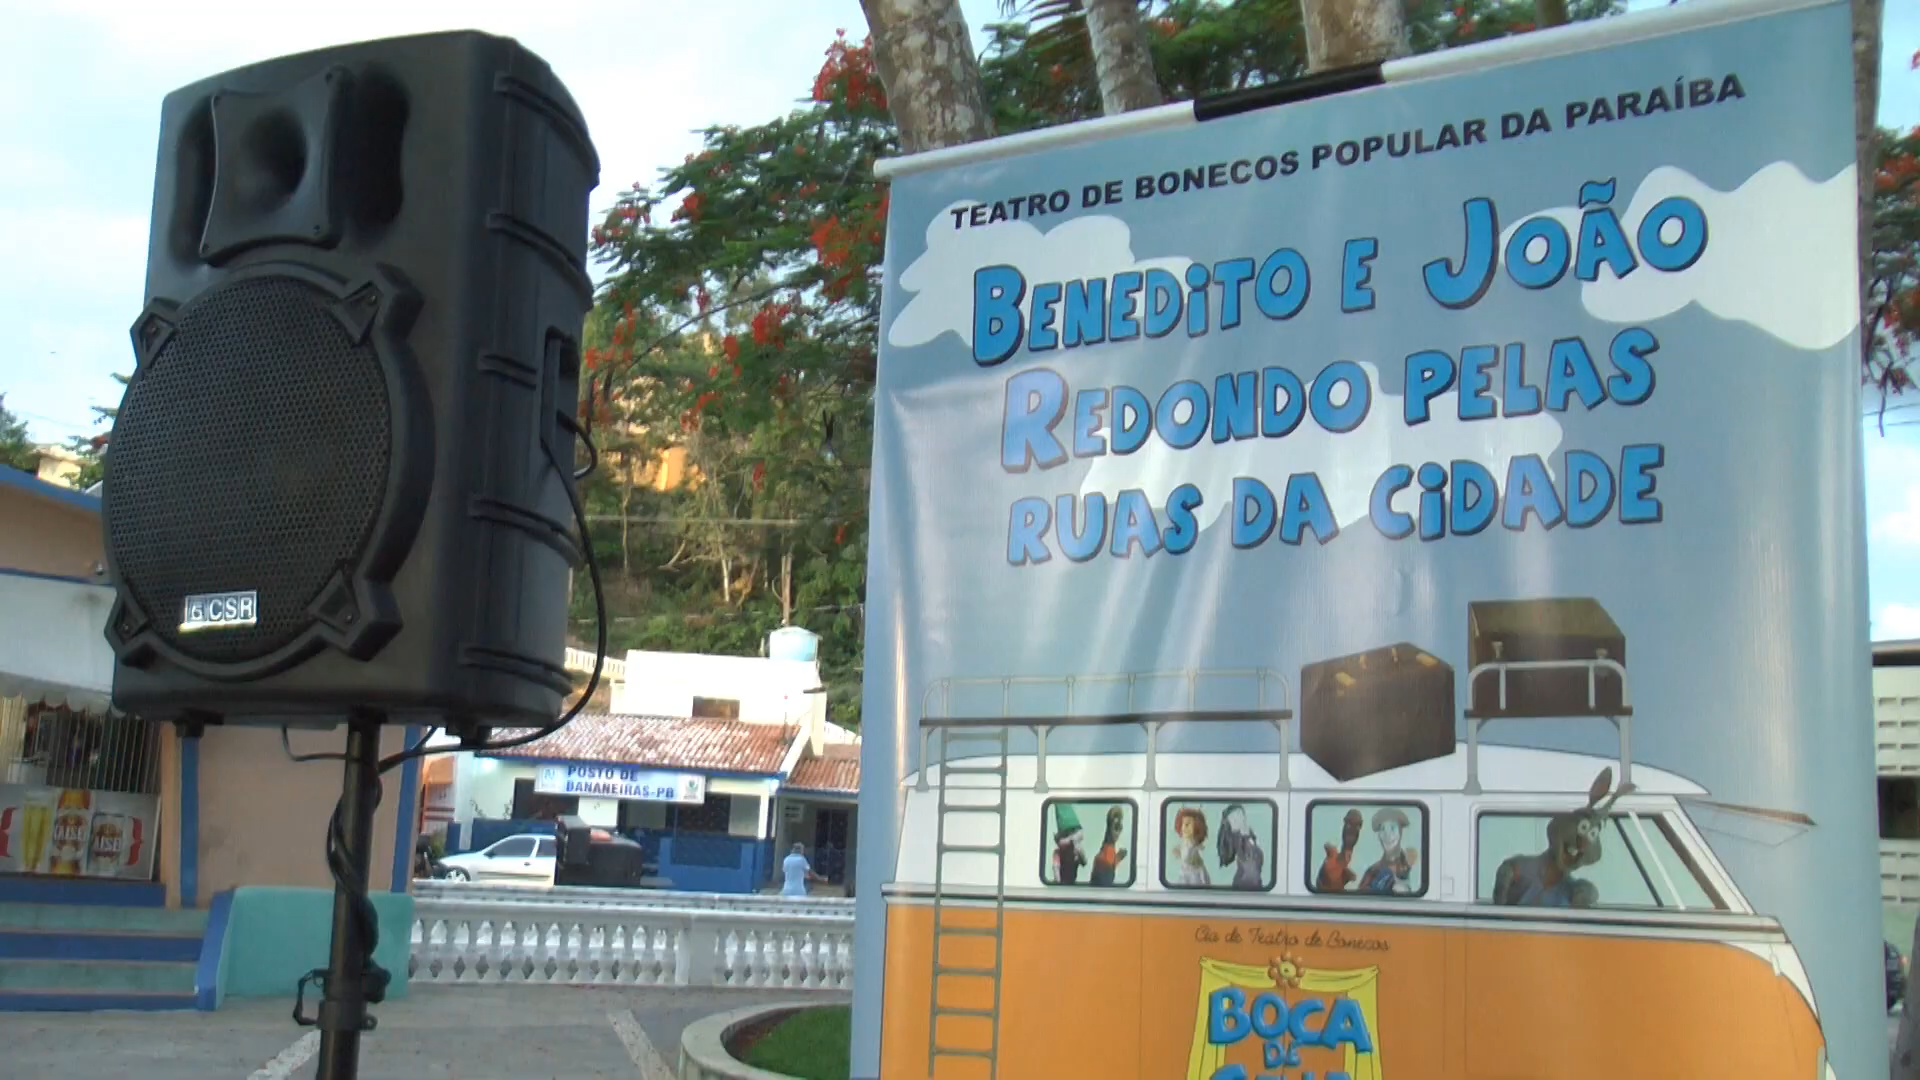 TEATRO DE BONECOS POPULAR DA PARAÍBA
BENEDITO E JOÃO
REDONDO PELAS
RUAS DA CIDADE
CSR
POSTO DE
BANANEIRAS-PB
Cia de Teatro de Bonecos
BOCA
DE